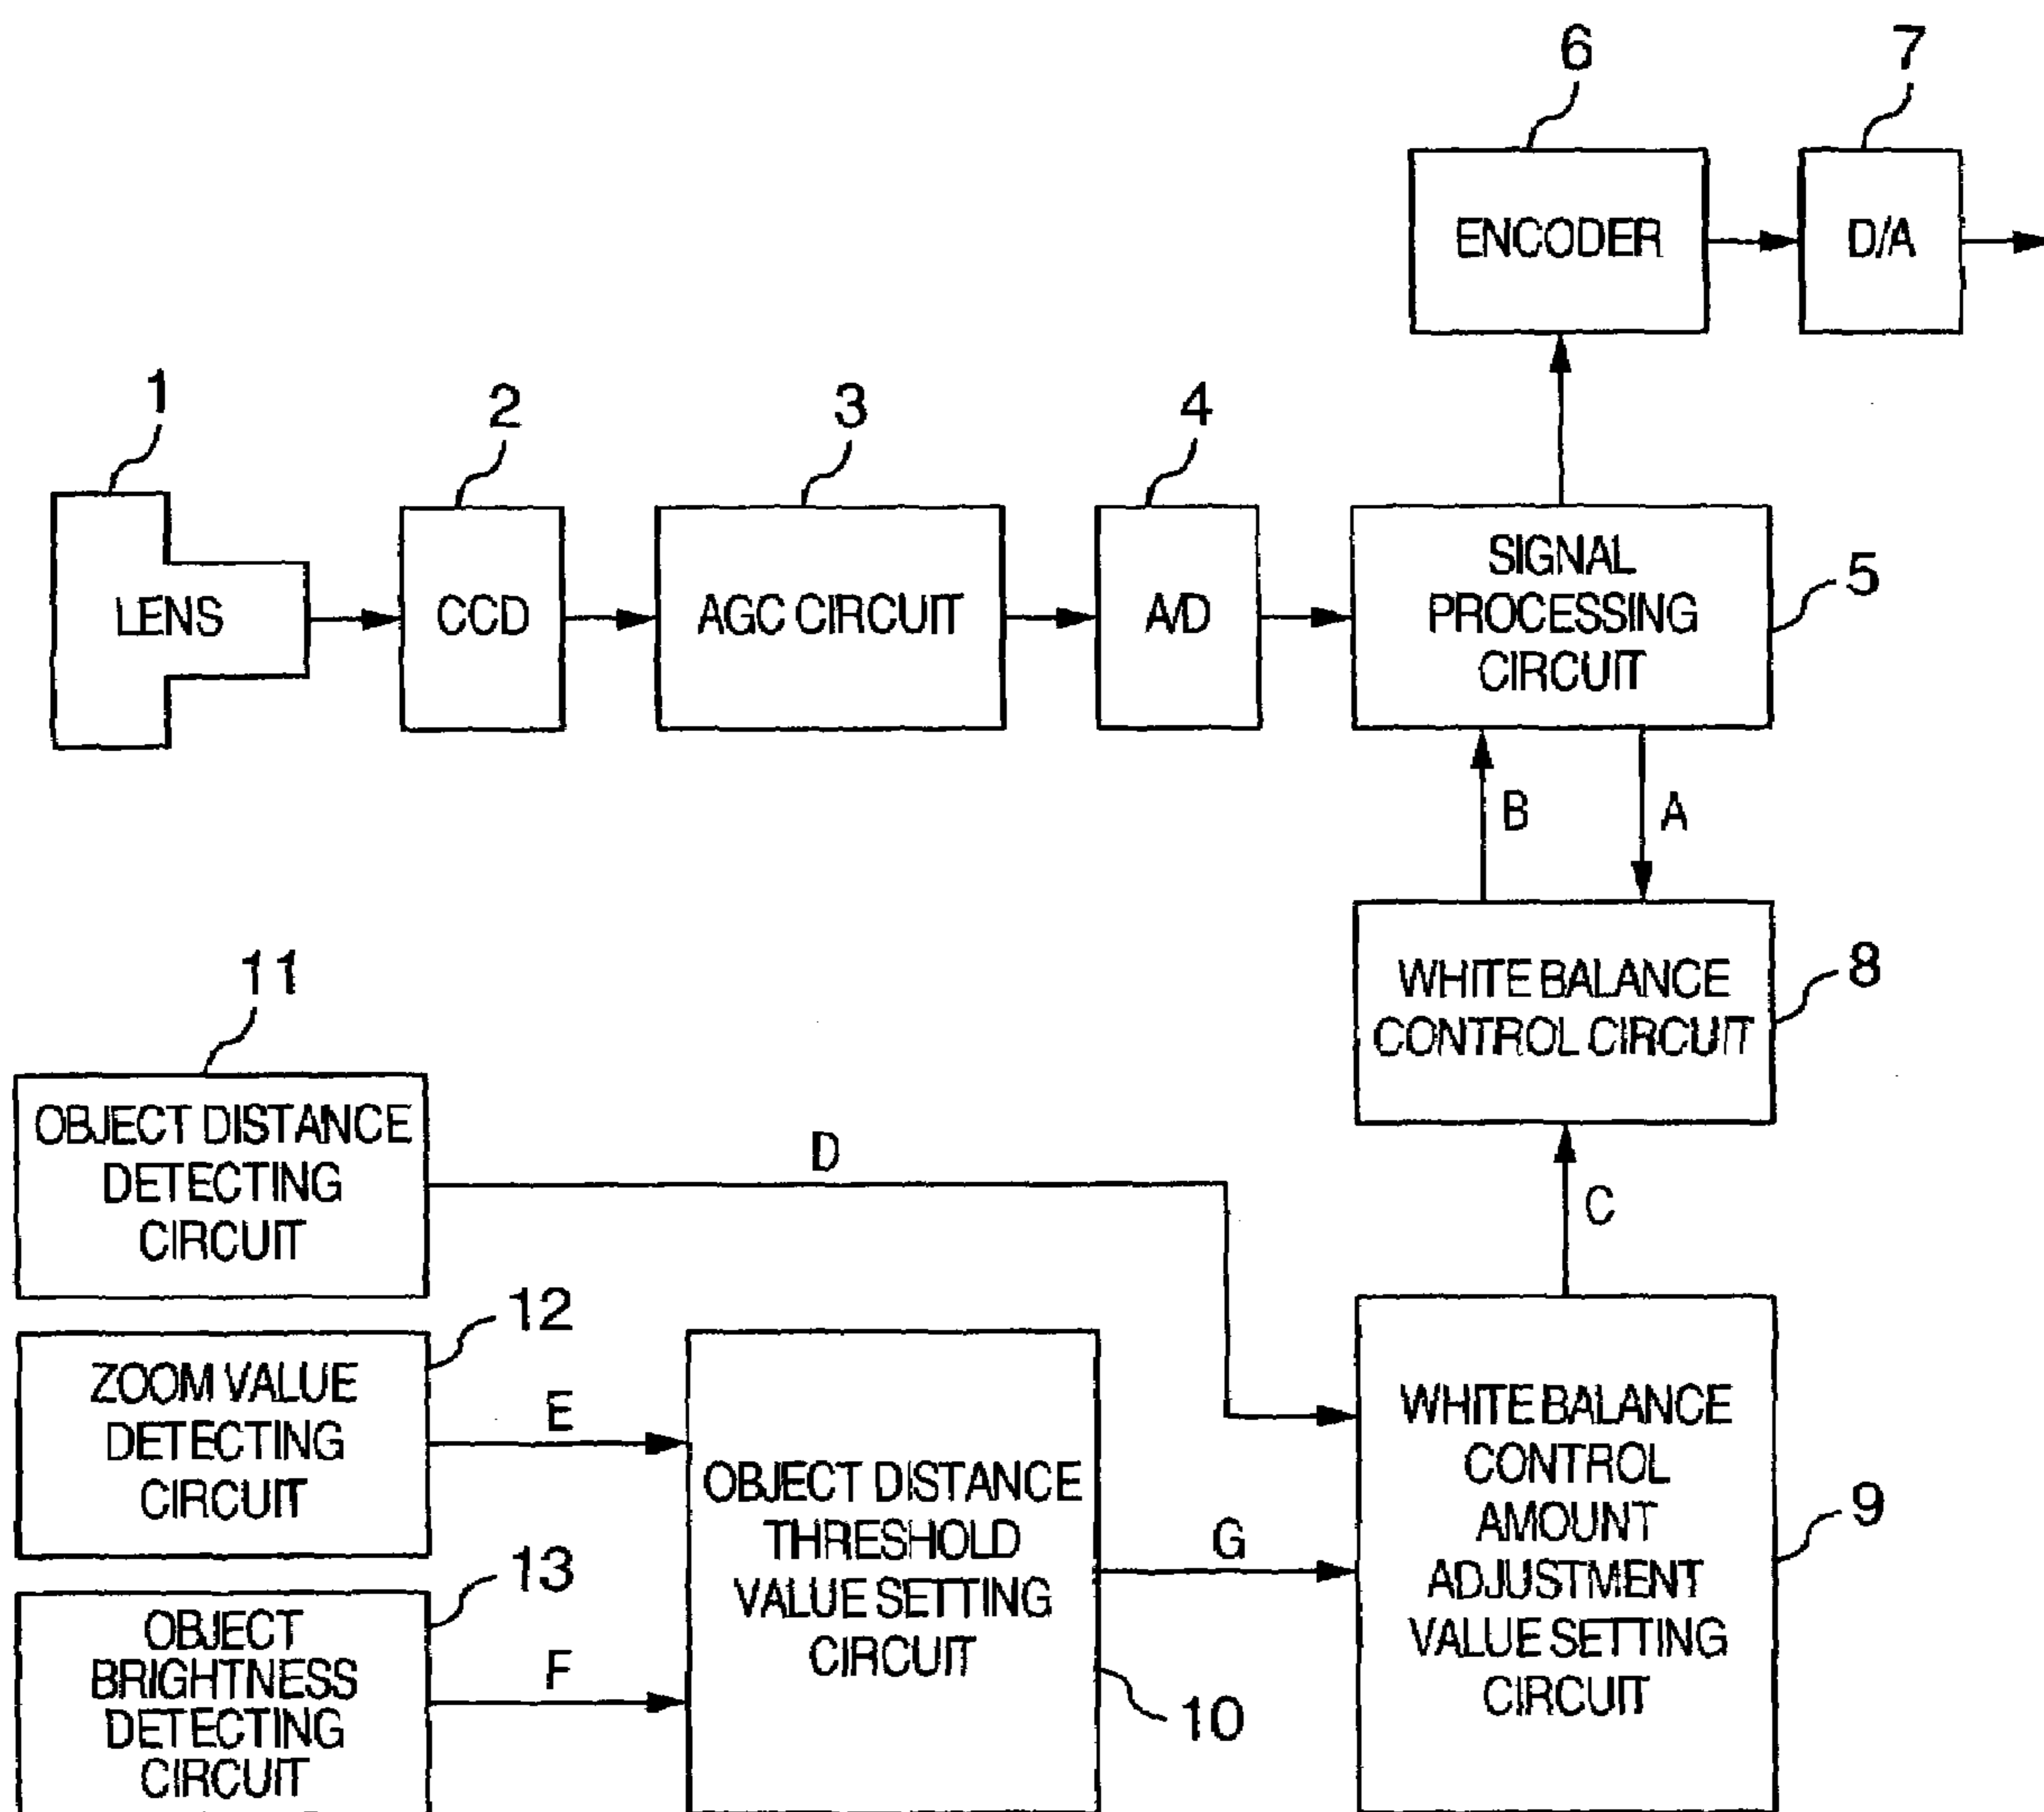 6
7
ENCODER
D/A
1
2
3
4
LENS
CCD
AGC CIRCUIT
A/D
SIGNAL
PROCESSING
CIRCUIT
5
B
A
WHITE BALANCE
CONTROL CIRCUIT
8
11
OBJECT DISTANCE
DETECTING
CIRCUIT
D
C
12
ZOOM VALUE
DETECTING
CIRCUIT
E
13
OBJECT
BRIGHTNESS
DETECTING
CIRCUIT
F
OBJECT DISTANCE
THRESHOLD
VALUE SETTING
CIRCUIT
10
G
WHITE BALANCE
CONTROL
AMOUNT
ADJUSTMENT
VALUE SETTING
CIRCUIT
9